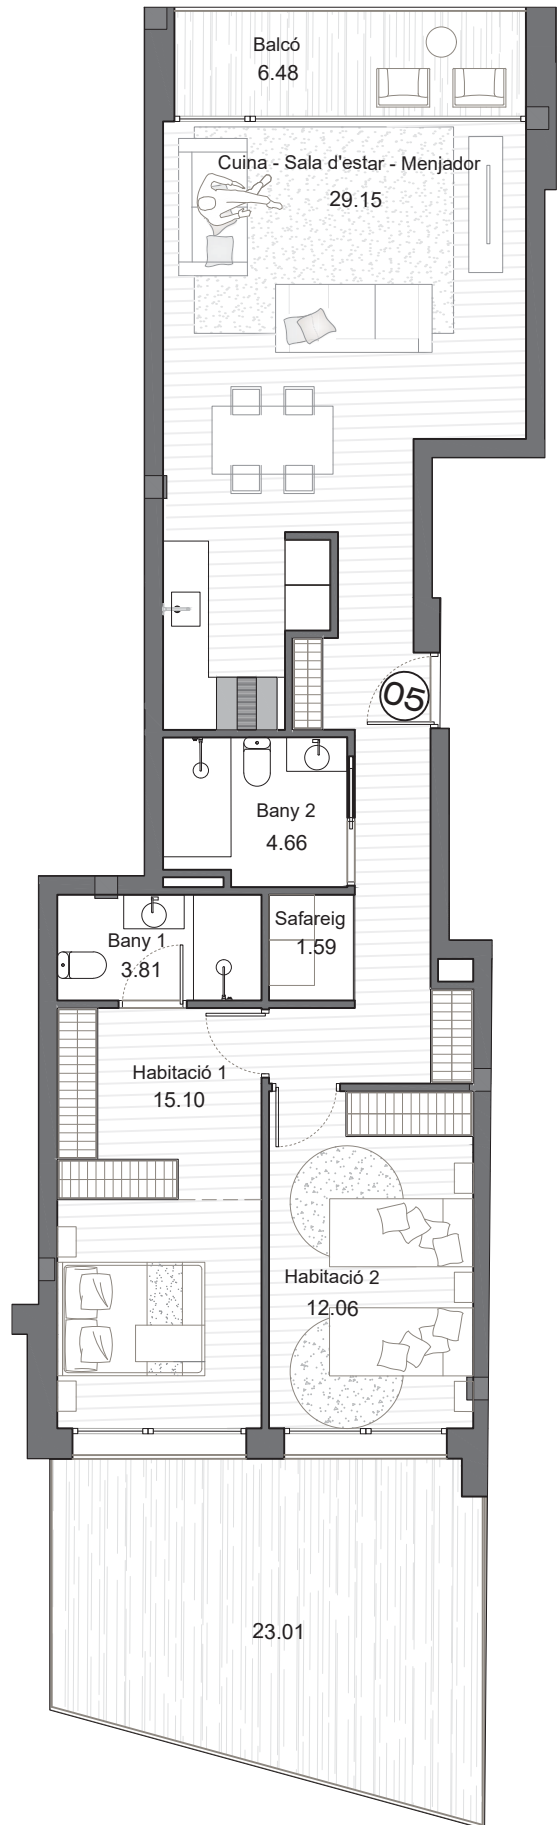 Balcó
6.48
Cuina - Sala d'estar - Menjador
29.15
05
Bany 2
4.66
Safareig
1.59
Bany 1
3.81
Habitació 1
15.10
Habitació 2
12.06
23.01